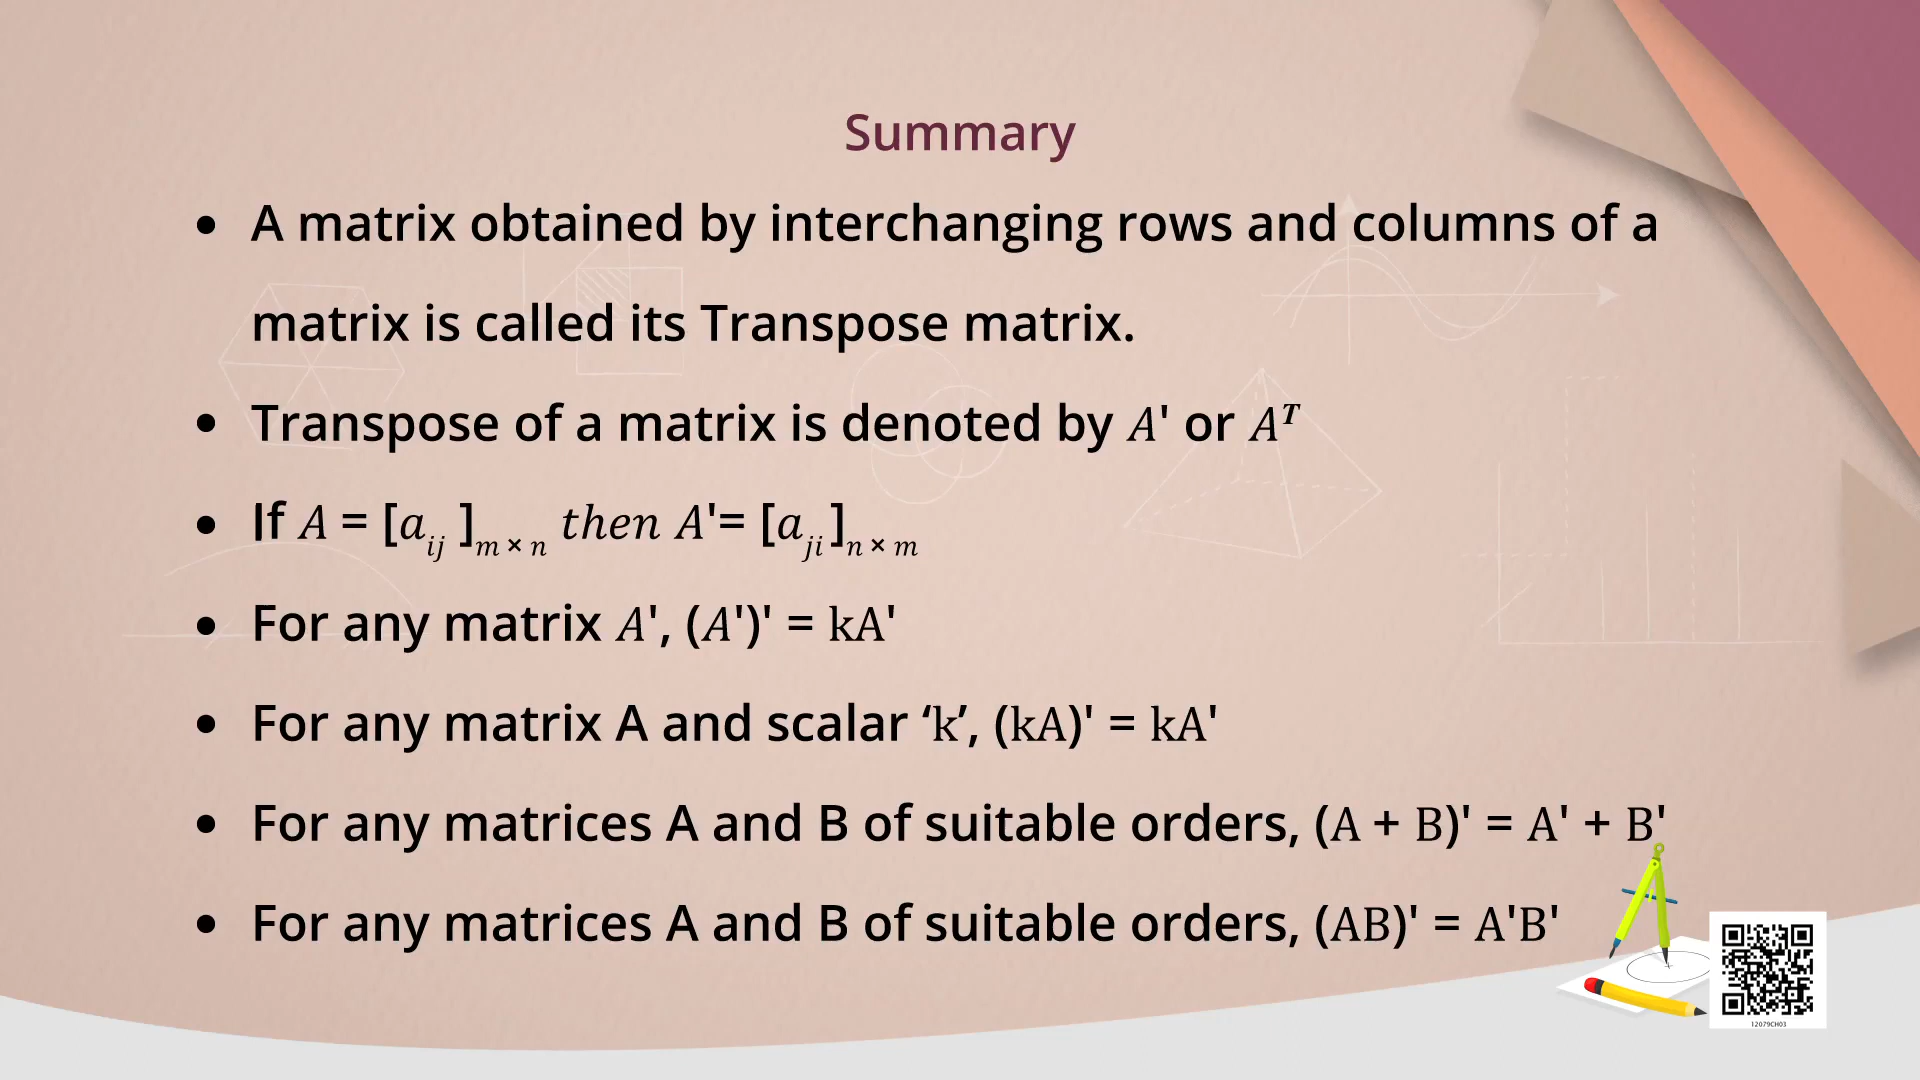 Summary
• A matrix obtained by interchanging rows and columns of a
matrix is called its Transpose matrix.
• Transpose of a matrix is denoted by A' or Aᵀ
• If A = [a_ij ]_m × n then A'= [a_ji]_n × m
• For any matrix A', (A')' = kA'
• For any matrix A and scalar ‘k’, (kA)' = kA'
• For any matrices A and B of suitable orders, (A + B)' = A' + B'
• For any matrices A and B of suitable orders, (AB)' = A'B'
12079CH03